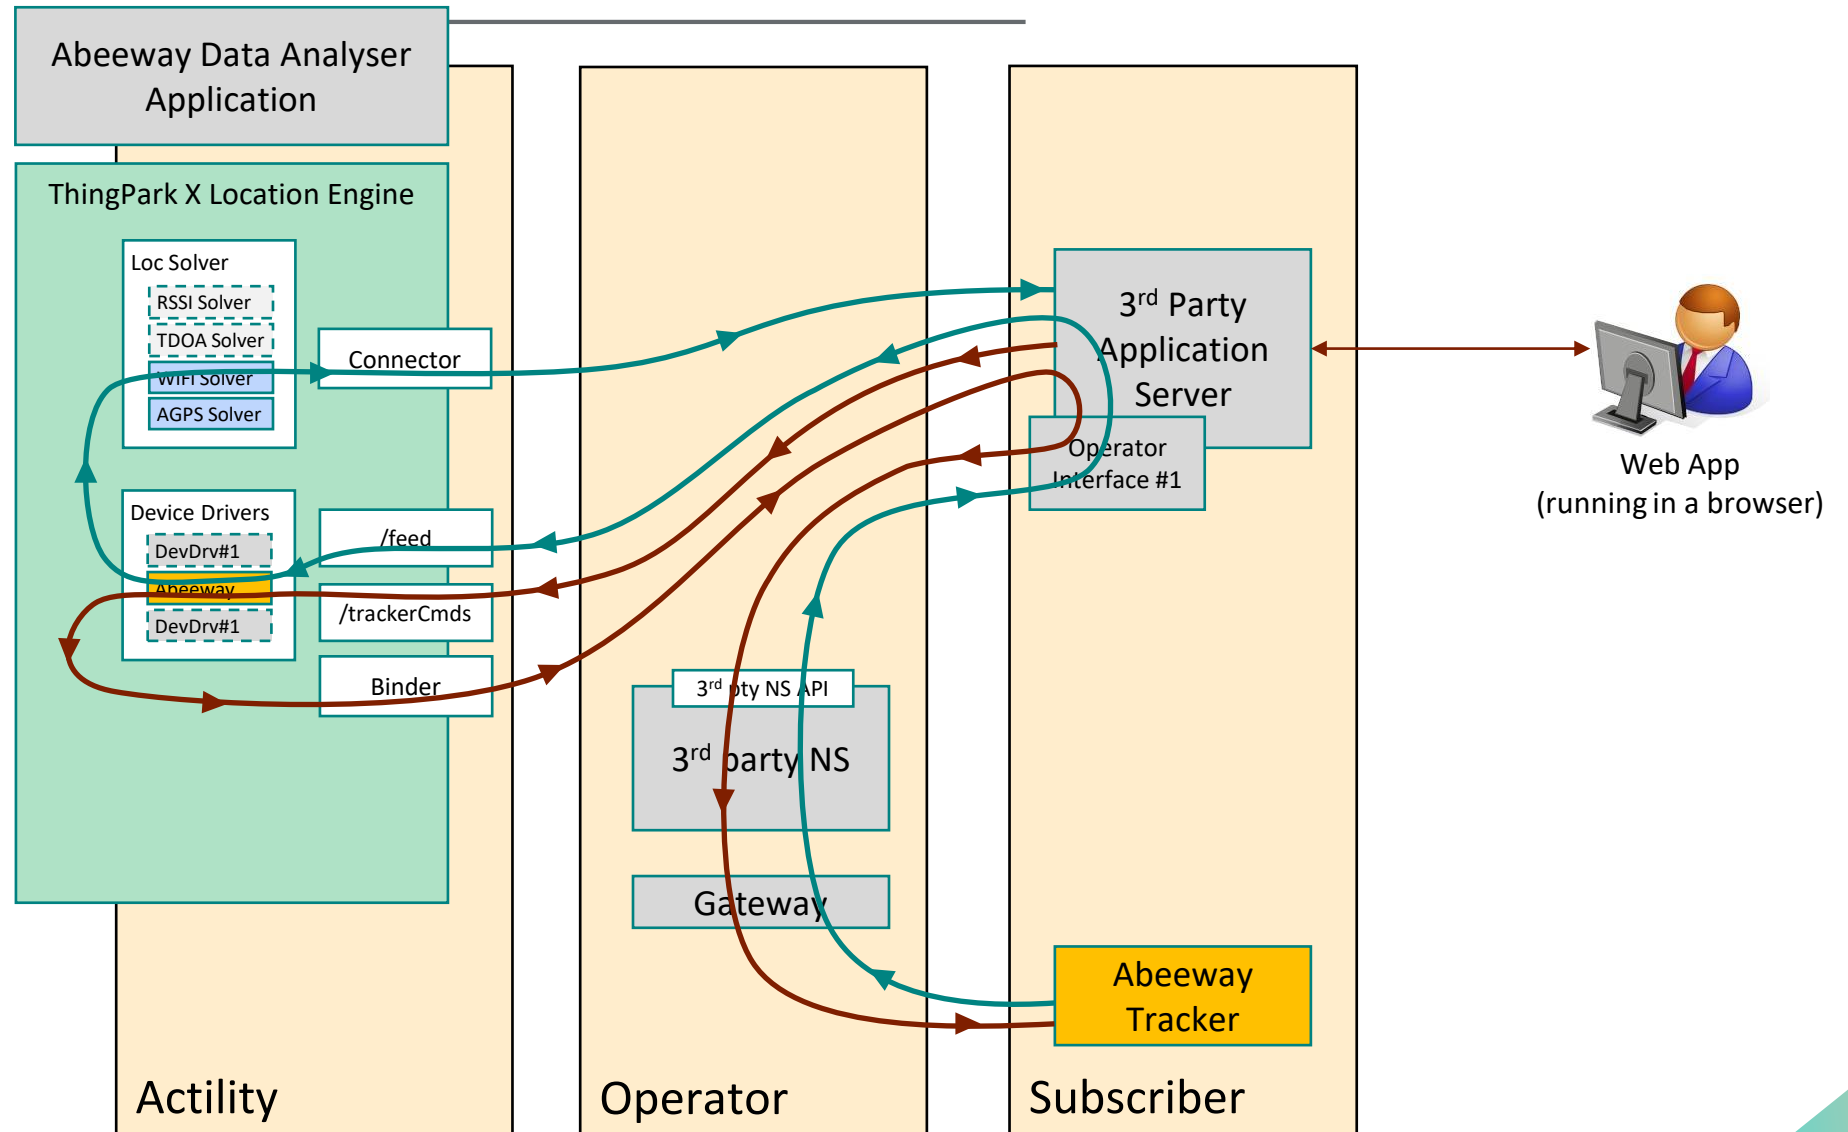 Abeeway Data Analyser
Application
ThingPark X Location Engine
Loc Solver
RSSI Solver
TDOA Solver
WIFI Solver
AGPS Solver
Connector
Device Drivers
DevDrv#1
Abeeway
DevDrv#1
/feed
/trackerCmds
Binder
Actility
3rd pty NS API
3rd party NS
Gateway
Operator
3rd Party
Application
Server
Operator
Interface #1
Abeeway
Tracker
Subscriber
Web App
(running in a browser)